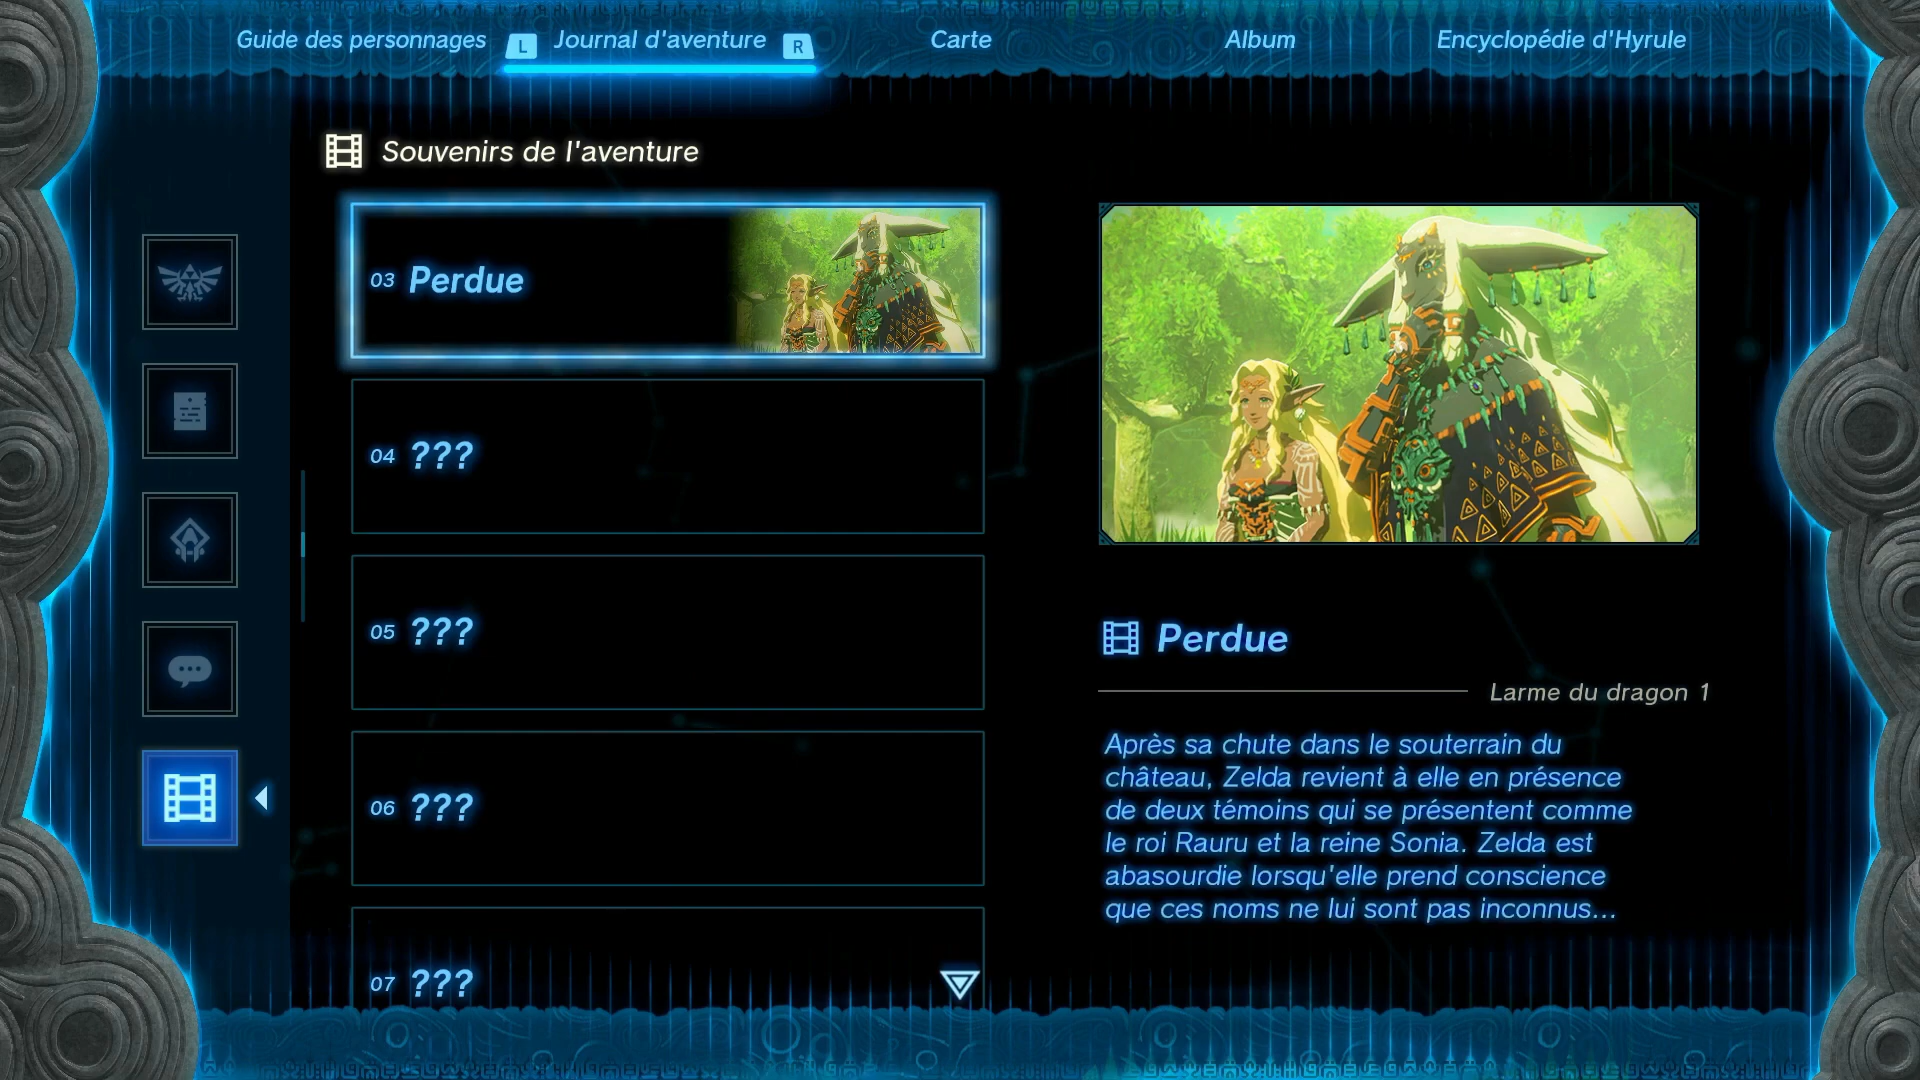 Guide des personnages
L
Journal d'aventure
R
Carte
Album
Encyclopédie d'Hyrule
Souvenirs de l'aventure
03 Perdue
04 ???
05 ???
06 ???
07 ???
Perdue
Larme du dragon 1
Après sa chute dans le souterrain du
château, Zelda revient à elle en présence
de deux témoins qui se présentent comme
le roi Rauru et la reine Sonia. Zelda est
abasourdie lorsqu'elle prend conscience
que ces noms ne lui sont pas inconnus...